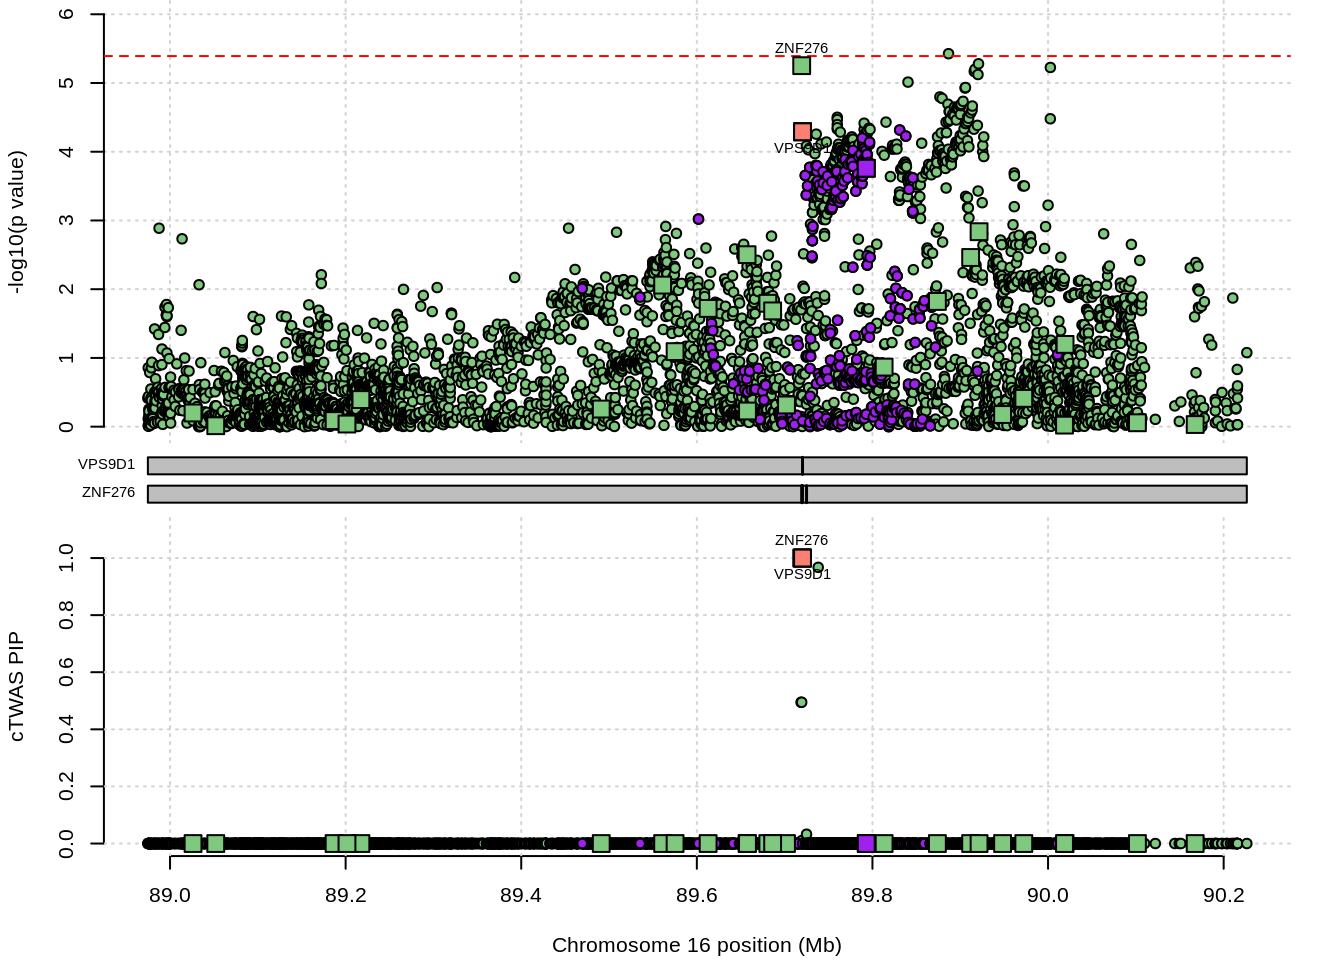 -log10(p value)
6
5
4
3
2
1
0
ZNF276
VPS9D1
VPS9D1
ZNF276
cTWAS PIP
1.0
0.8
0.6
0.4
0.2
0.0
ZNF276
VPS9D1
89.0 89.2 89.4 89.6 89.8 90.0 90.2
Chromosome 16 position (Mb)